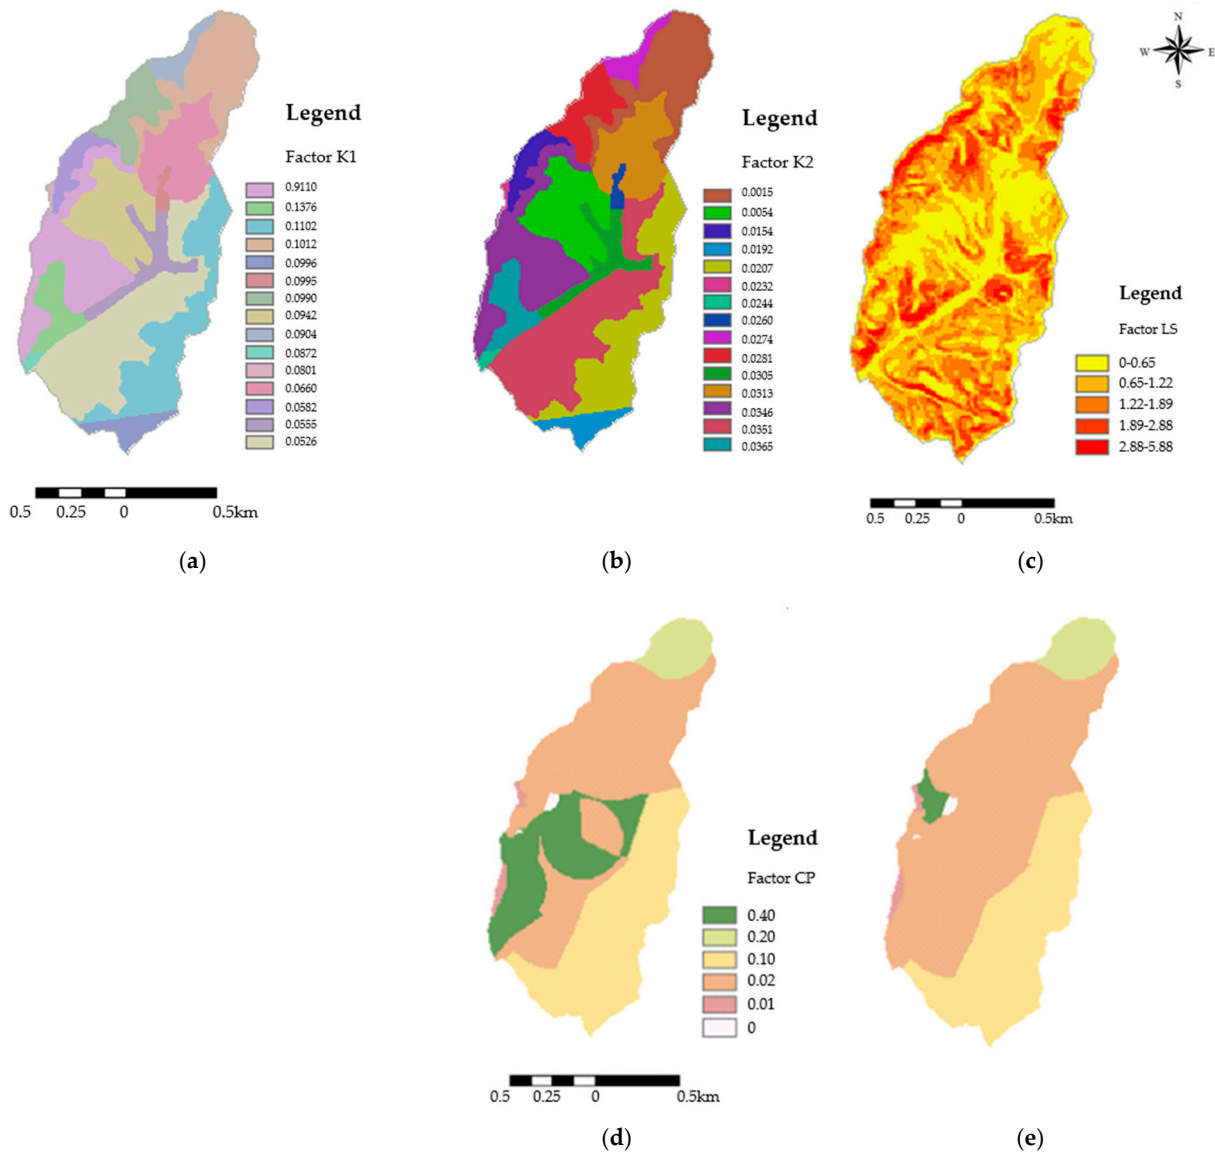 N
W E
S
Legend
Factor K1
0.9110
0.1376
0.1102
0.1012
0.0996
0.0995
0.0990
0.0942
0.0904
0.0872
0.0801
0.0660
0.0582
0.0555
0.0526
0.5 0.25 0 0.5km
(a)
Legend
Factor K2
0.0015
0.0054
0.0154
0.0192
0.0207
0.0232
0.0244
0.0260
0.0274
0.0281
0.0305
0.0313
0.0346
0.0351
0.0365
(b)
Legend
Factor LS
0-0.65
0.65-1.22
1.22-1.89
1.89-2.88
2.88-5.88
0.5 0.25 0 0.5km
(c)
Legend
Factor CP
0.40
0.20
0.10
0.02
0.01
0
0.5 0.25 0 0.5km
(d)
(e)